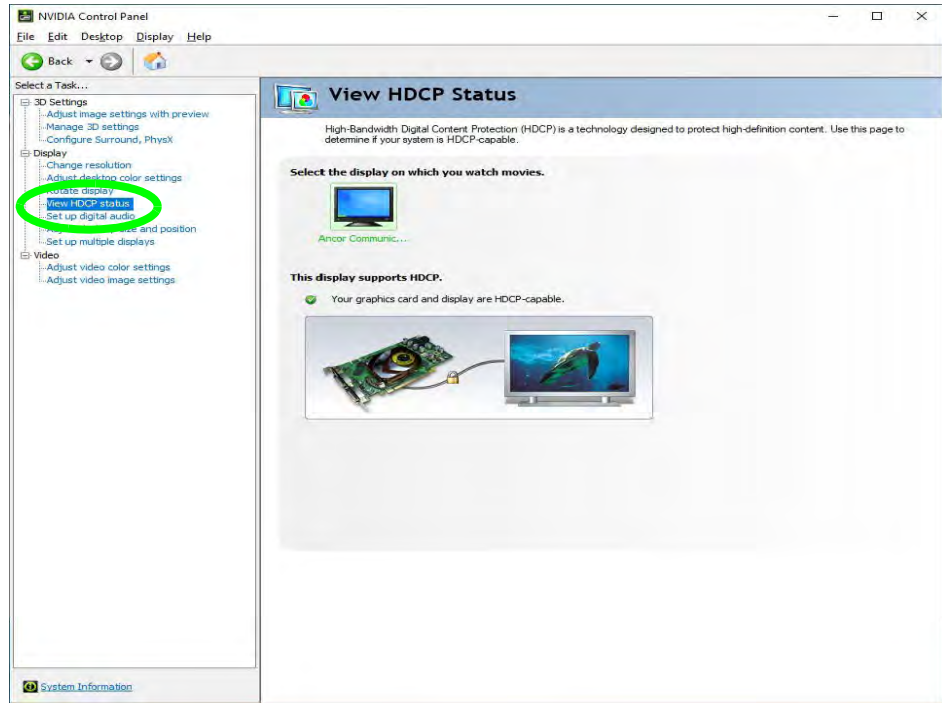 NVIDIA Control Panel
File Edit Desktop Display Help
Back
Select a Task...
3D Settings
Adjust image settings with preview
Manage 3D settings
Configure Surround, PhysX
Display
Change resolution
Adjust desktop color settings
Rotate display
View HDCP status
Set up digital audio
size and position
Set up multiple displays
Video
Adjust video color settings
Adjust video image settings
System Information
View HDCP Status
High-Bandwidth Digital Content Protection (HDCP) is a technology designed to protect high-definition content. Use this page to
determine if your system is HDCP-capable.
Select the display on which you watch movies.
Ancor Communic...
This display supports HDCP.
Your graphics card and display are HDCP-capable.